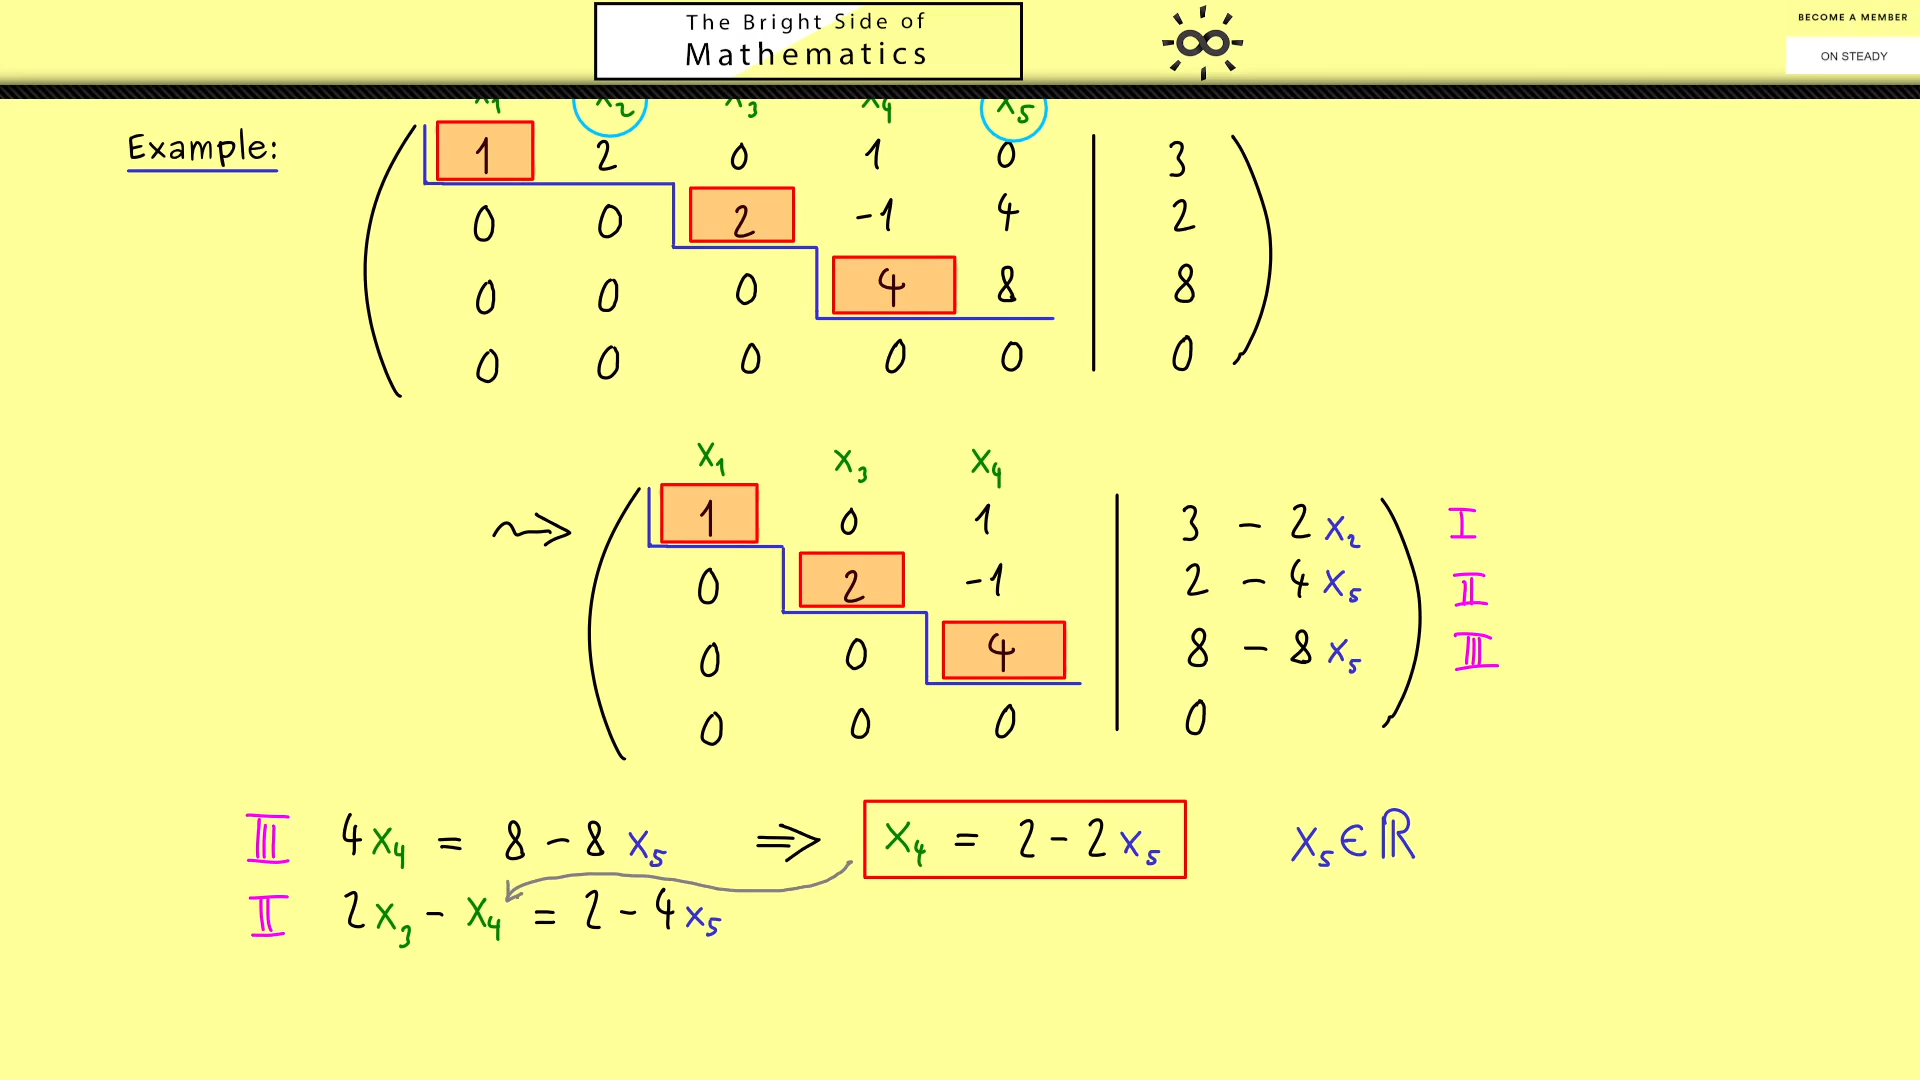 The Bright Side of
Mathematics
BECOME A MEMBER
ON STEADY
x₁ x₂ x₃ x₄ x₅
Example:
1 2 0 1 0 | 3
0 0 2 -1 4 | 2
0 0 0 4 8 | 8
0 0 0 0 0 | 0
x₁ x₃ x₄
⇝ 1 0 1 | 3 - 2x₂ I
0 2 -1 | 2 - 4x₅ II
0 0 4 | 8 - 8x₅ III
0 0 0 | 0
III 4x₄ = 8 - 8x₅ ⇒ x₄ = 2 - 2x₅ x₅ ∈ ℝ
II 2x₃ - x₄ = 2 - 4x₅